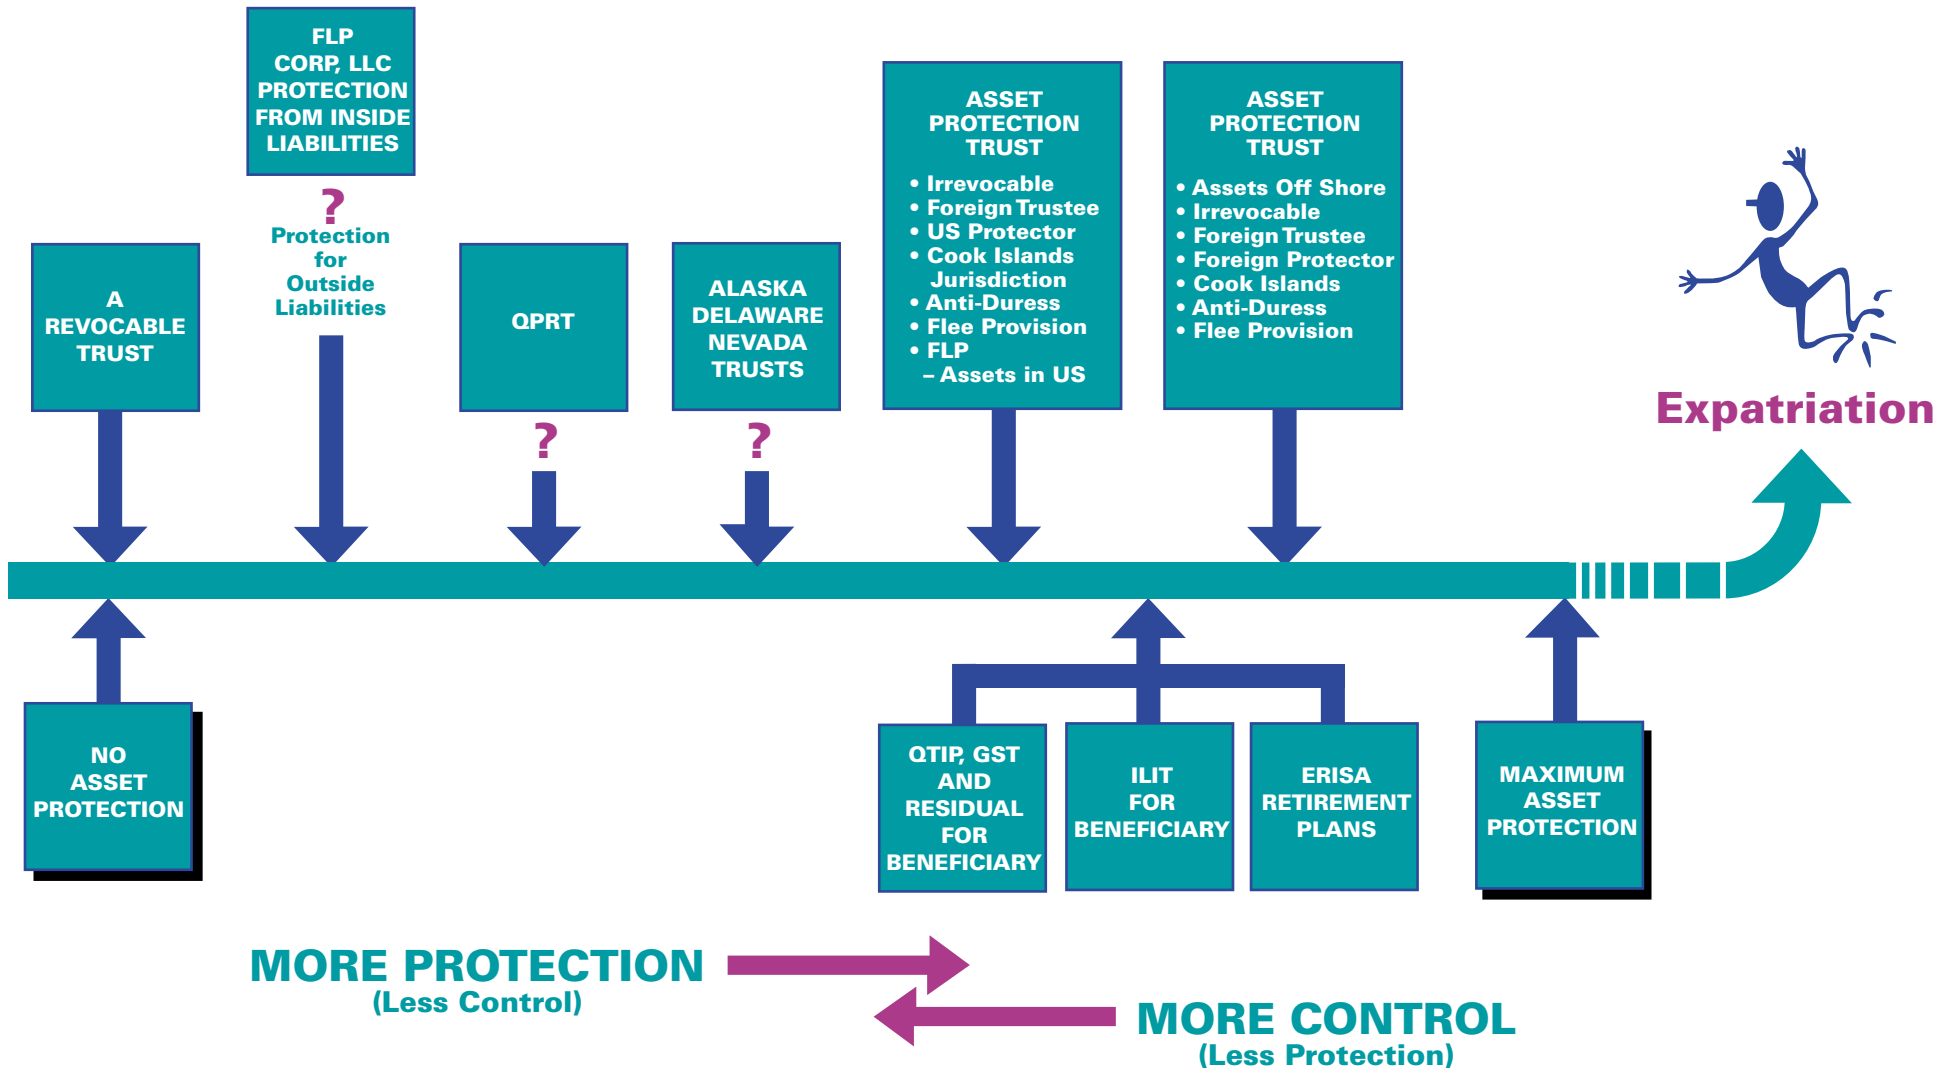 FLP
CORP, LLC
PROTECTION
FROM INSIDE
LIABILITIES
?
Protection
for
Outside
Liabilities
A
REVOCABLE
TRUST
QPRT
?
ALASKA
DELAWARE
NEVADA
TRUSTS
?
ASSET
PROTECTION
TRUST
• Irrevocable
• Foreign Trustee
• US Protector
• Cook Islands
Jurisdiction
• Anti-Duress
• Flee Provision
• FLP
– Assets in US
ASSET
PROTECTION
TRUST
• Assets Off Shore
• Irrevocable
• Foreign Trustee
• Foreign Protector
• Cook Islands
• Anti-Duress
• Flee Provision
Expatriation
NO
ASSET
PROTECTION
QTIP, GST
AND
RESIDUAL
FOR
BENEFICIARY
ILIT
FOR
BENEFICIARY
ERISA
RETIREMENT
PLANS
MAXIMUM
ASSET
PROTECTION
MORE PROTECTION
(Less Control)
MORE CONTROL
(Less Protection)